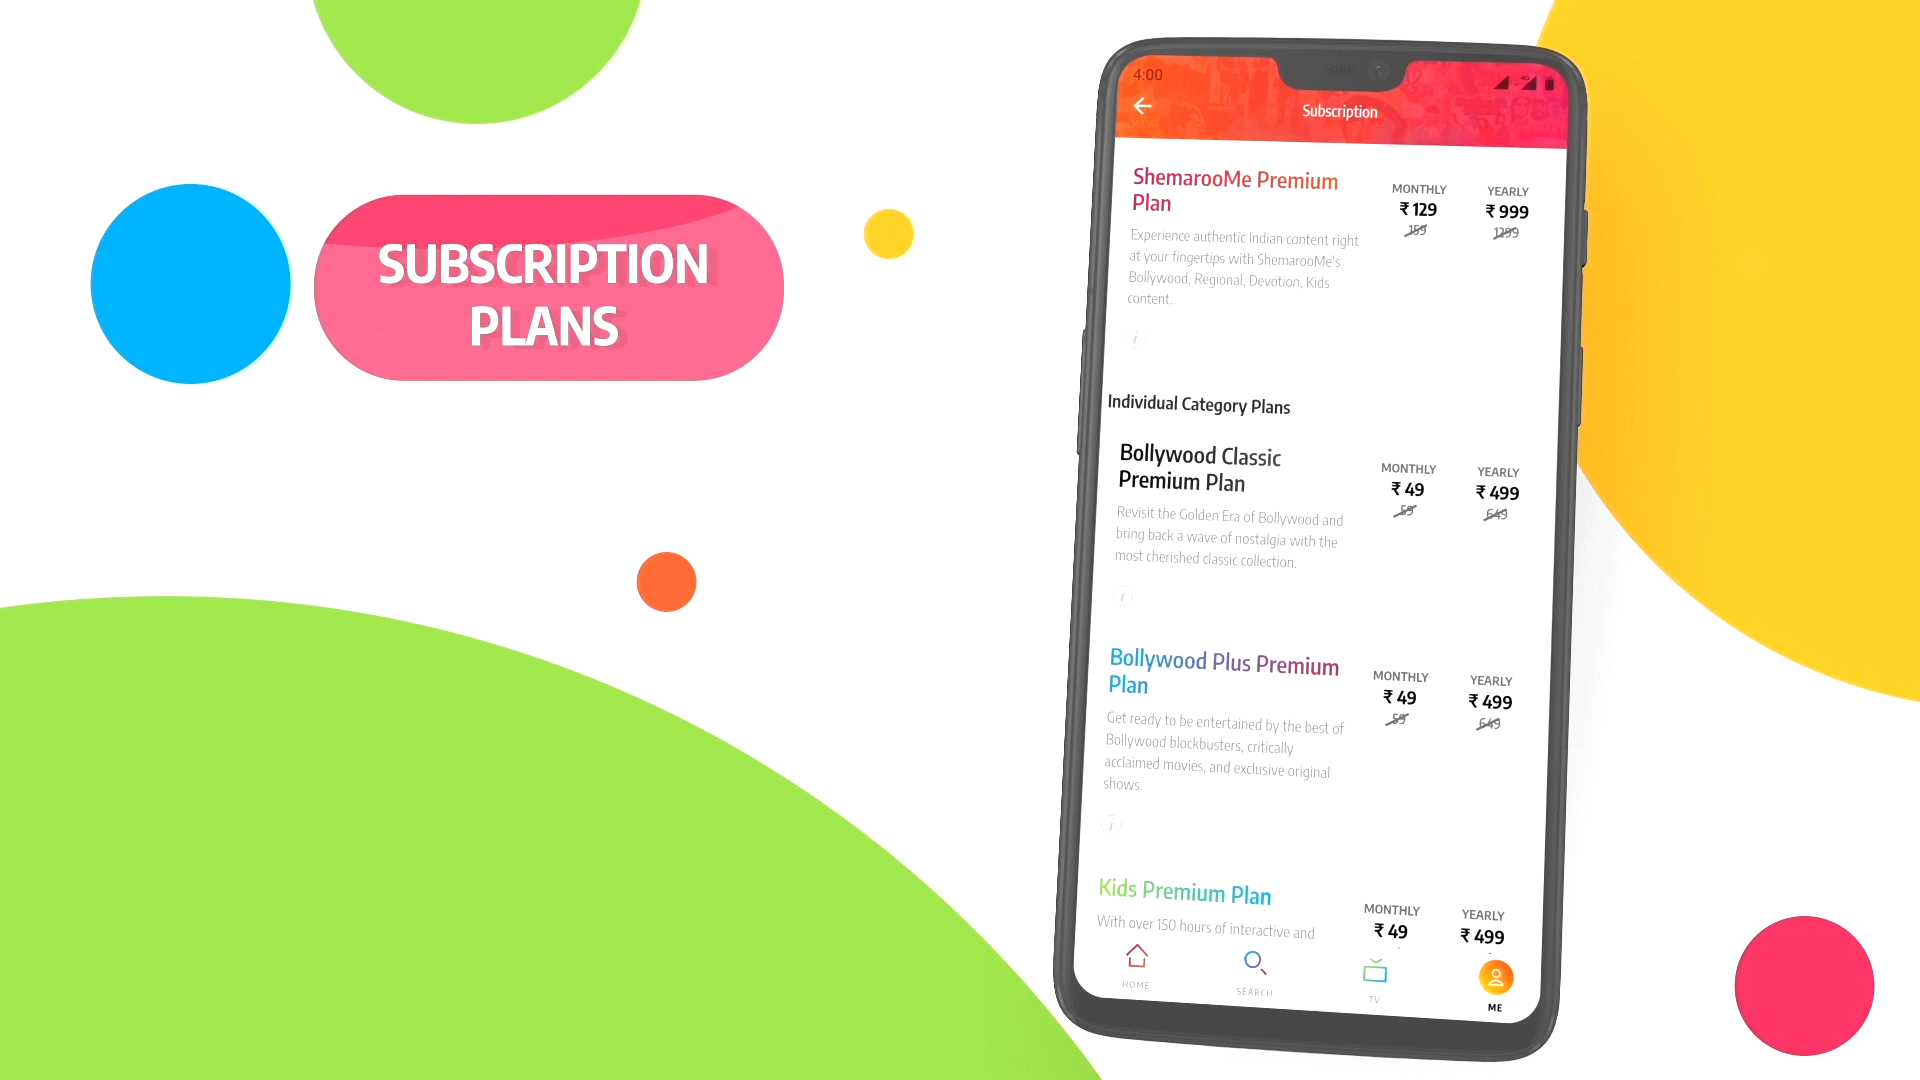 SUBSCRIPTION
PLANS
4:00
4G
Subscription
ShemarooMe Premium
Plan
MONTHLY
₹ 129
159
YEARLY
₹ 999
1299
Experience authentic Indian content right
at your fingertips with ShemarooMe's
Bollywood, Regional, Devotion, Kids
content.
i
Individual Category Plans
Bollywood Classic
Premium Plan
MONTHLY
₹ 49
59
YEARLY
₹ 499
649
Revisit the Golden Era of Bollywood and
bring back a wave of nostalgia with the
most cherished classic collection.
i
Bollywood Plus Premium
Plan
MONTHLY
₹ 49
59
YEARLY
₹ 499
649
Get ready to be entertained by the best of
Bollywood blockbusters, critically
acclaimed movies, and exclusive original
shows.
i
Kids Premium Plan
MONTHLY
₹ 49
YEARLY
₹ 499
With over 150 hours of interactive and
HOME
SEARCH
TV
ME